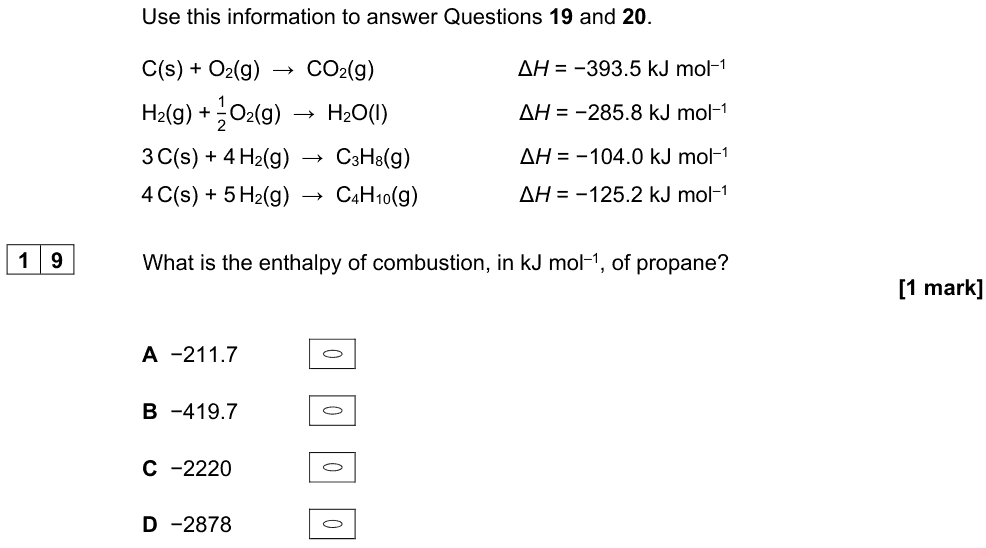 Use this information to answer Questions 19 and 20.
C(s) + O₂(g) → CO₂(g) ΔH = −393.5 kJ mol⁻¹
H₂(g) + 1/2 O₂(g) → H₂O(l) ΔH = −285.8 kJ mol⁻¹
3 C(s) + 4 H₂(g) → C₃H₈(g) ΔH = −104.0 kJ mol⁻¹
4 C(s) + 5 H₂(g) → C₄H₁₀(g) ΔH = −125.2 kJ mol⁻¹
1 9 What is the enthalpy of combustion, in kJ mol⁻¹, of propane?
[1 mark]
A −211.7
B −419.7
C −2220
D −2878